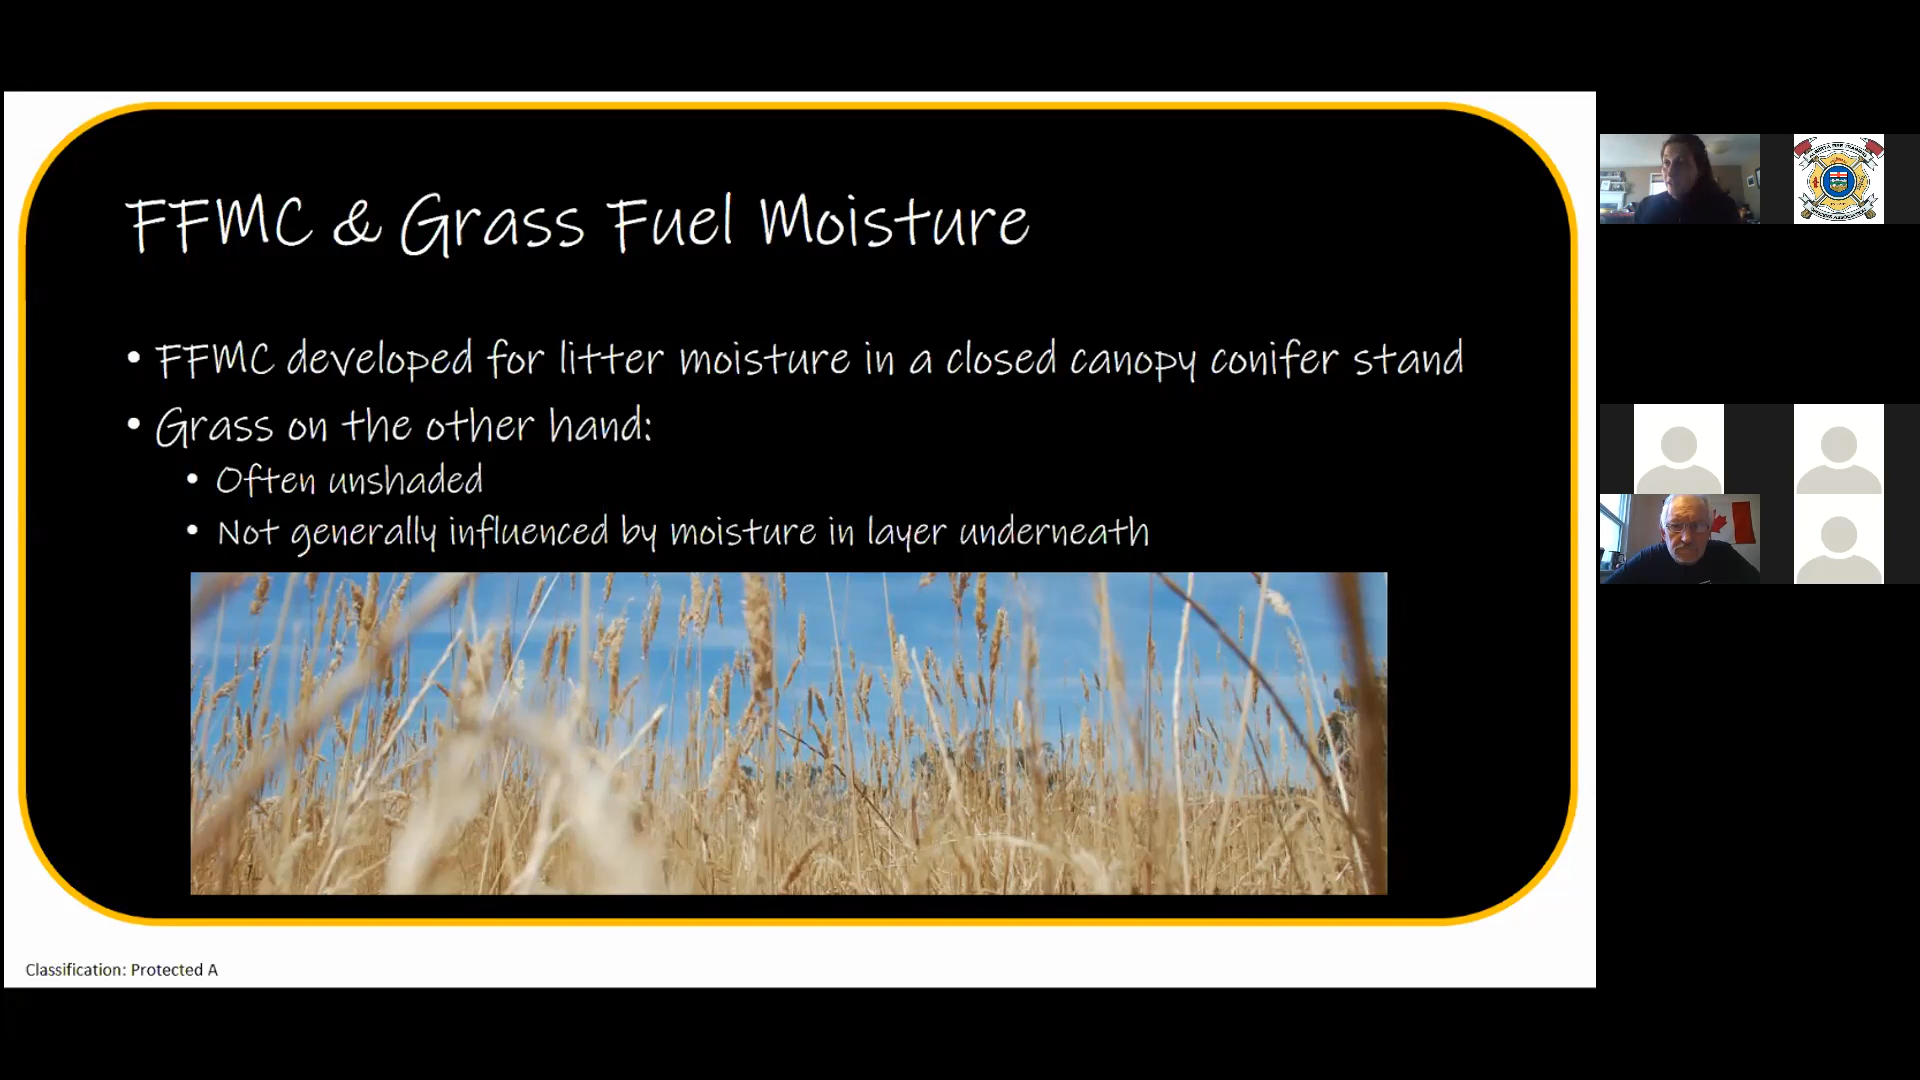 FFMC & Grass Fuel Moisture
• FFMC developed for litter moisture in a closed canopy conifer stand
• Grass on the other hand:
• Often unshaded
• Not generally influenced by moisture in layer underneath
Classification: Protected A